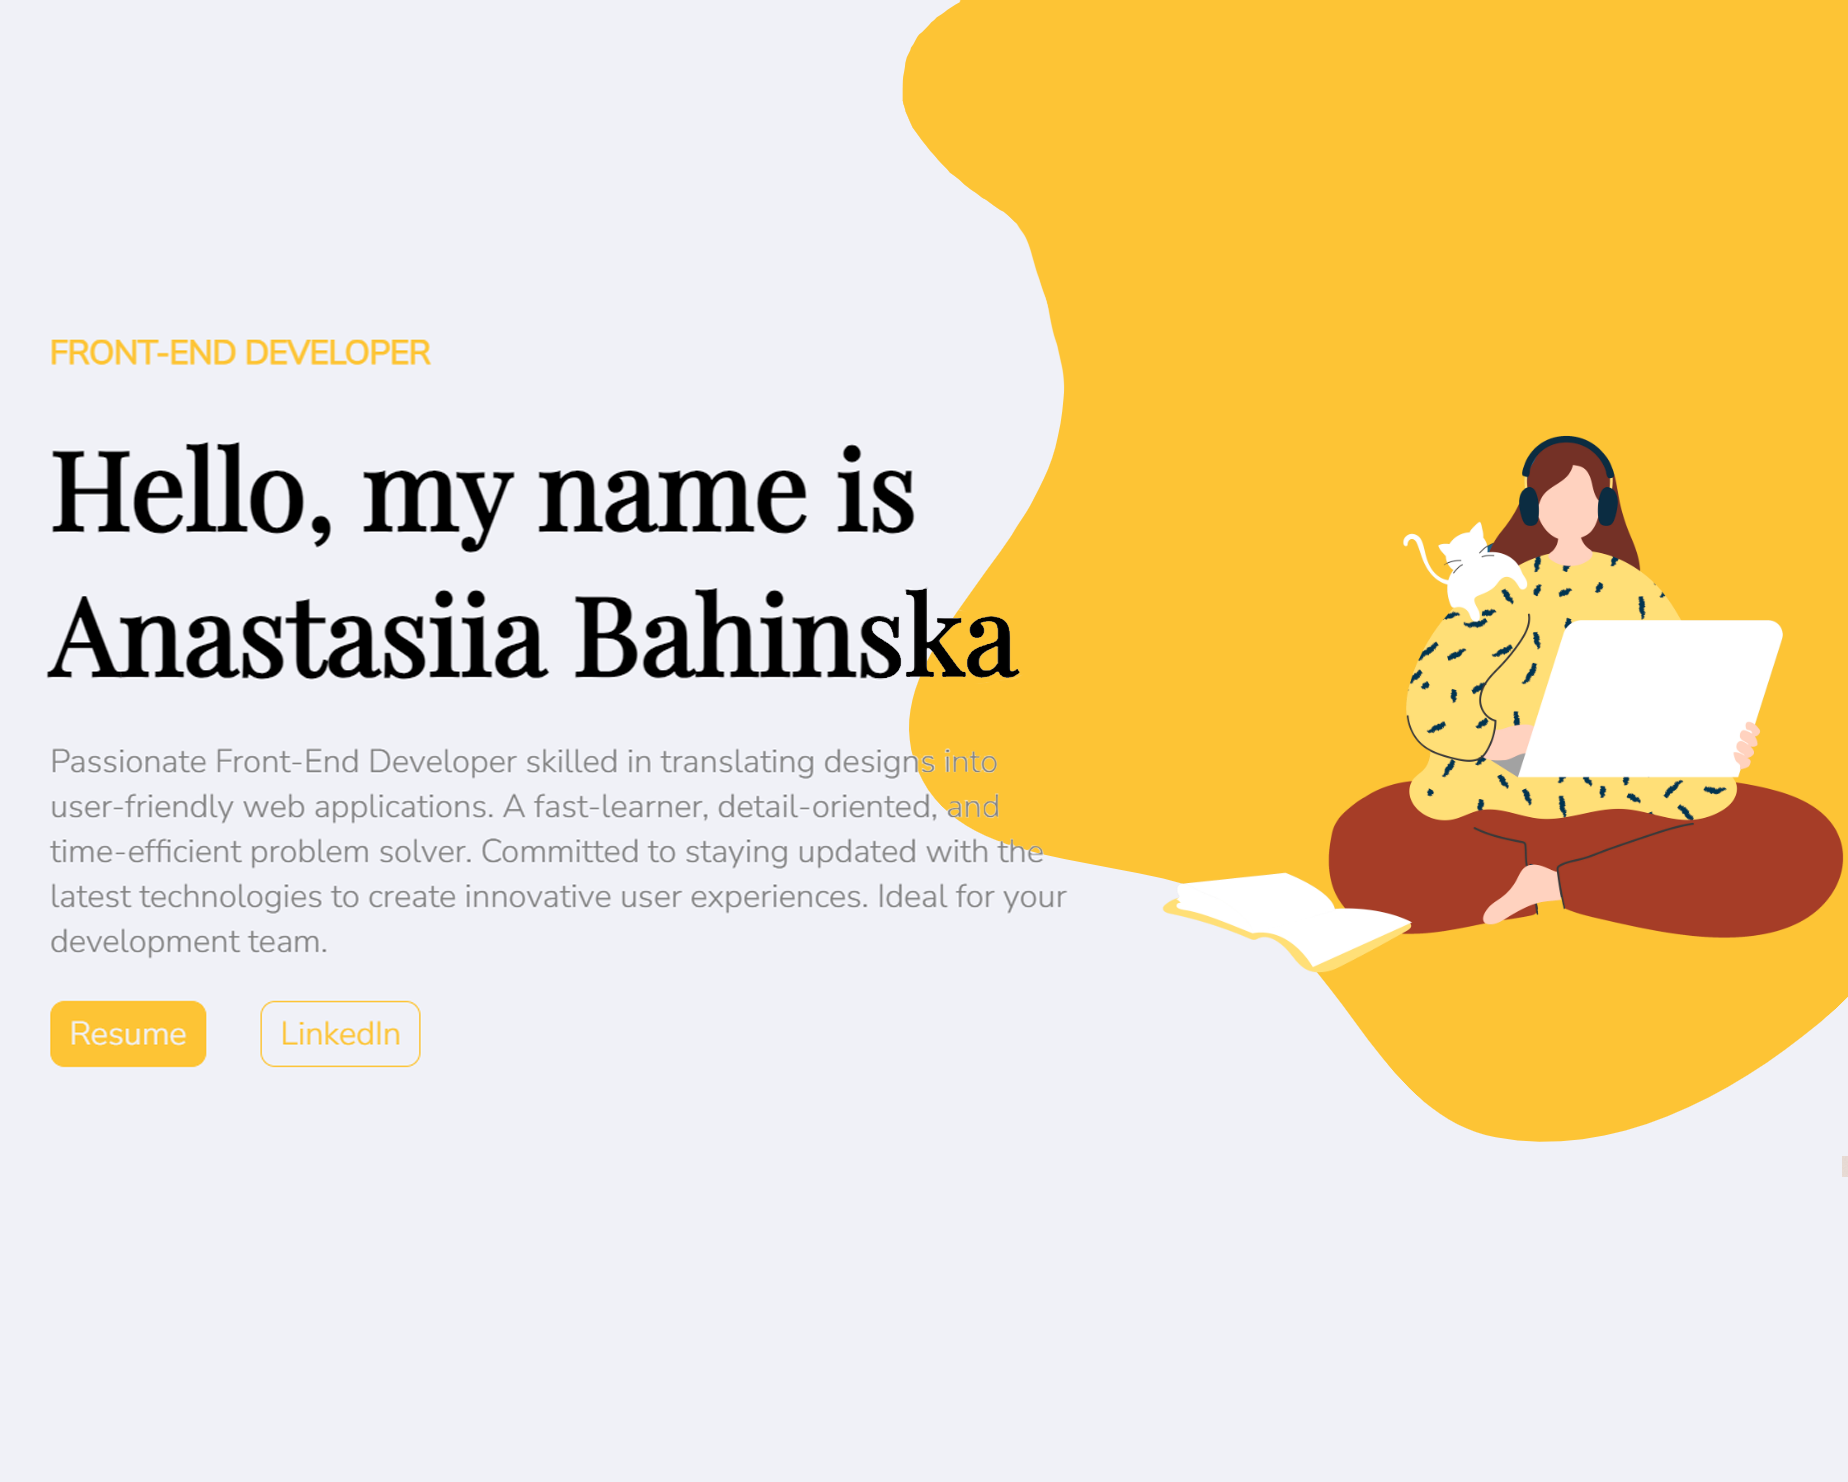 FRONT-END DEVELOPER
Hello, my name is
Anastasiia Bahinska
Passionate Front-End Developer skilled in translating designs into
user-friendly web applications. A fast-learner, detail-oriented, and
time-efficient problem solver. Committed to staying updated with the
latest technologies to create innovative user experiences. Ideal for your
development team.
Resume
LinkedIn